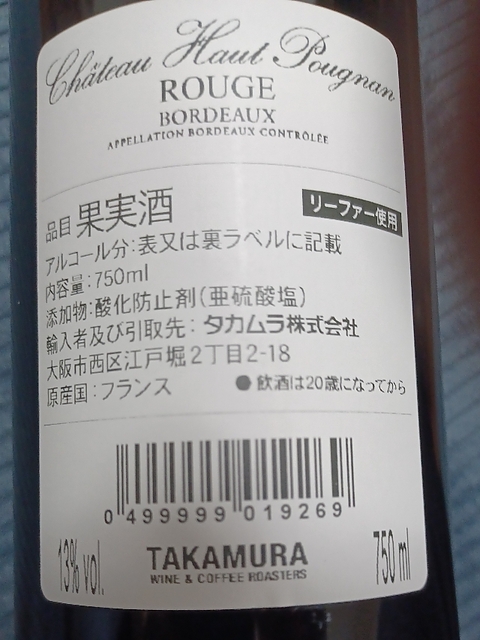 Château Haut Pougnan
ROUGE
BORDEAUX
APPELLATION BORDEAUX CONTRÔLÉE
品目 果実酒
リーファー使用
アルコール分:表又は裏ラベルに記載
内容量:750ml
添加物:酸化防止剤(亜硫酸塩)
輸入者及び引取先:タカムラ株式会社
大阪市西区江戸堀2丁目2-18
原産国:フランス ●飲酒は20歳になってから
0 499999 019269
13% vol.
TAKAMURA
WINE & COFFEE ROASTERS
750 ml